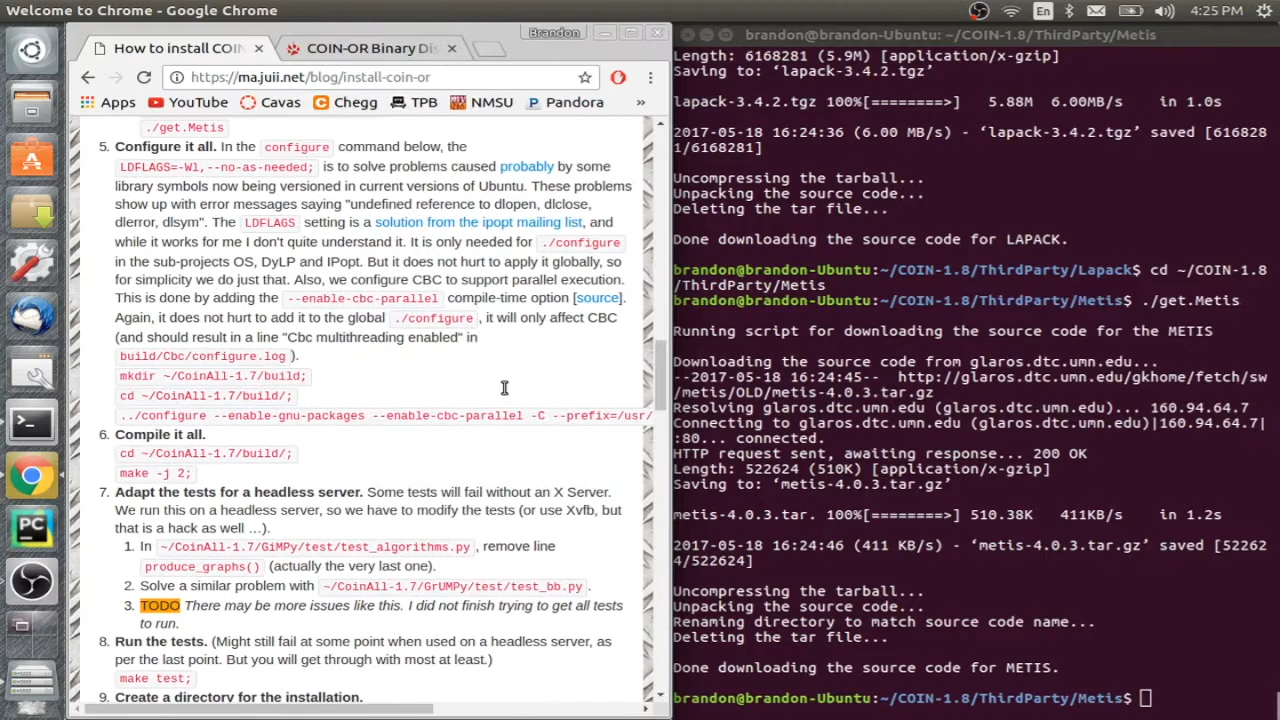 Welcome to Chrome - Google Chrome
En
4:25 PM
Brandon
How to install COIN
COIN-OR Binary Dis
https://ma.juii.net/blog/install-coin-or
Apps YouTube Cavas Chegg TPB NMSU Pandora »
./get.Metis
5. Configure it all. In the configure command below, the
LDFLAGS=-Wl,--no-as-needed; is to solve problems caused probably by some
library symbols now being versioned in current versions of Ubuntu. These problems
show up with error messages saying "undefined reference to dlopen, dlclose,
dlerror, dlsym". The LDFLAGS setting is a solution from the ipopt mailing list, and
while it works for me I don't quite understand it. It is only needed for ./configure
in the sub-projects OS, DyLP and IPopt. But it does not hurt to apply it globally, so
for simplicity we do just that. Also, we configure CBC to support parallel execution.
This is done by adding the --enable-cbc-parallel compile-time option [source].
Again, it does not hurt to add it to the global ./configure, it will only affect CBC
(and should result in a line "Cbc multithreading enabled" in
build/Cbc/configure.log ).
mkdir ~/CoinAll-1.7/build;
cd ~/CoinAll-1.7/build/;
../configure --enable-gnu-packages --enable-cbc-parallel -C --prefix=/usr/
6. Compile it all.
cd ~/CoinAll-1.7/build/;
make -j 2;
7. Adapt the tests for a headless server. Some tests will fail without an X Server.
We run this on a headless server, so we have to modify the tests (or use Xvfb, but
that is a hack as well …).
1. In ~/CoinAll-1.7/GiMPy/test/test_algorithms.py, remove line
produce_graphs() (actually the very last one).
2. Solve a similar problem with ~/CoinAll-1.7/GrUMPy/test/test_bb.py.
3. TODO There may be more issues like this. I did not finish trying to get all tests
to run.
8. Run the tests. (Might still fail at some point when used on a headless server, as
per the last point. But you will get through with most at least.)
make test;
9. Create a directory for the installation.
brandon@brandon-Ubuntu: ~/COIN-1.8/ThirdParty/Metis
Length: 6168281 (5.9M) [application/x-gzip]
Saving to: ‘lapack-3.4.2.tgz’
lapack-3.4.2.tgz 100%[========>] 5.88M 6.00MB/s in 1.0s
2017-05-18 16:24:36 (6.00 MB/s) - ‘lapack-3.4.2.tgz’ saved [616828
1/6168281]
Uncompressing the tarball...
Unpacking the source code...
Deleting the tar file...
Done downloading the source code for LAPACK.
brandon@brandon-Ubuntu:~/COIN-1.8/ThirdParty/Lapack$ cd ~/COIN-1.8
/ThirdParty/Metis
brandon@brandon-Ubuntu:~/COIN-1.8/ThirdParty/Metis$ ./get.Metis
Running script for downloading the source code for the METIS
Downloading the source code from glaros.dtc.umn.edu...
--2017-05-18 16:24:45-- http://glaros.dtc.umn.edu/gkhome/fetch/sw
/metis/OLD/metis-4.0.3.tar.gz
Resolving glaros.dtc.umn.edu (glaros.dtc.umn.edu)... 160.94.64.7
Connecting to glaros.dtc.umn.edu (glaros.dtc.umn.edu)|160.94.64.7|
:80... connected.
HTTP request sent, awaiting response... 200 OK
Length: 522624 (510K) [application/x-gzip]
Saving to: ‘metis-4.0.3.tar.gz’
metis-4.0.3.tar. 100%[========>] 510.38K 411KB/s in 1.2s
2017-05-18 16:24:46 (411 KB/s) - ‘metis-4.0.3.tar.gz’ saved [52262
4/522624]
Uncompressing the tarball...
Unpacking the source code...
Renaming directory to match source code name...
Deleting the tar file...
Done downloading the source code for METIS.
brandon@brandon-Ubuntu:~/COIN-1.8/ThirdParty/Metis$
PC